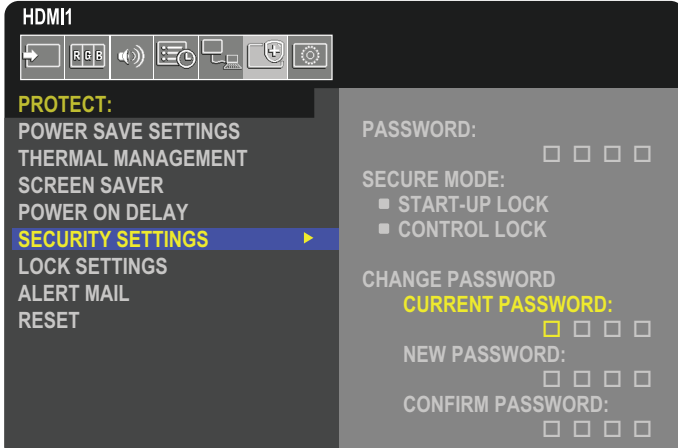 HDMI1
RGB
PROTECT:
POWER SAVE SETTINGS
THERMAL MANAGEMENT
SCREEN SAVER
POWER ON DELAY
SECURITY SETTINGS
LOCK SETTINGS
ALERT MAIL
RESET
PASSWORD:
SECURE MODE:
START-UP LOCK
CONTROL LOCK
CHANGE PASSWORD
CURRENT PASSWORD:
NEW PASSWORD:
CONFIRM PASSWORD: